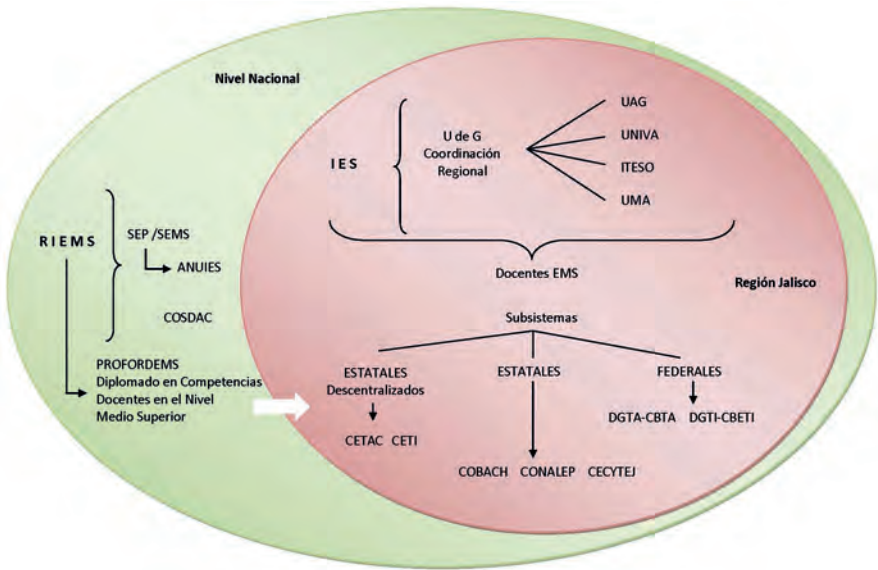 Nivel Nacional
R I E M S
SEP /SEMS
ANUIES
COSDAC
PROFORDEMS
Diplomado en Competencias
Docentes en el Nivel
Medio Superior
I E S
U de G
Coordinación
Regional
UAG
UNIVA
ITESO
UMA
Docentes EMS
Región Jalisco
Subsistemas
ESTATALES
Descentralizados
CETAC CETI
ESTATALES
COBACH CONALEP CECYTEJ
FEDERALES
DGTA-CBTA DGTI-CBETI